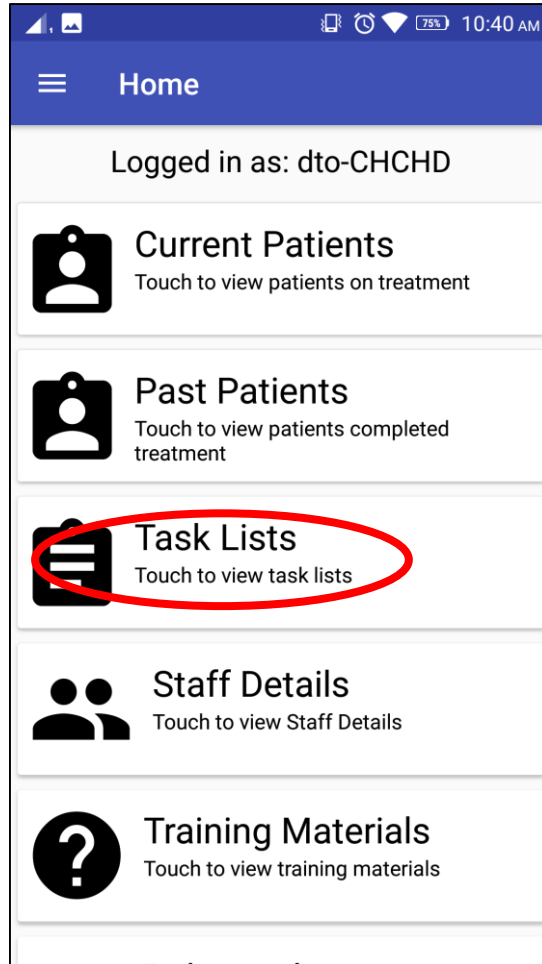 1 75% 10:40 AM
Home
Logged in as: dto-CHCHD
Current Patients
Touch to view patients on treatment
Past Patients
Touch to view patients completed
treatment
Task Lists
Touch to view task lists
Staff Details
Touch to view Staff Details
? Training Materials
Touch to view training materials